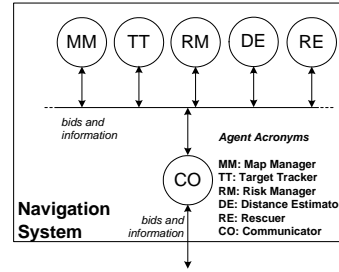 MM TT RM DE RE
bids and
information
Agent Acronyms
CO
MM: Map Manager
TT: Target Tracker
RM: Risk Manager
DE: Distance Estimato
RE: Rescuer
CO: Communicator
Navigation
System
bids and
information